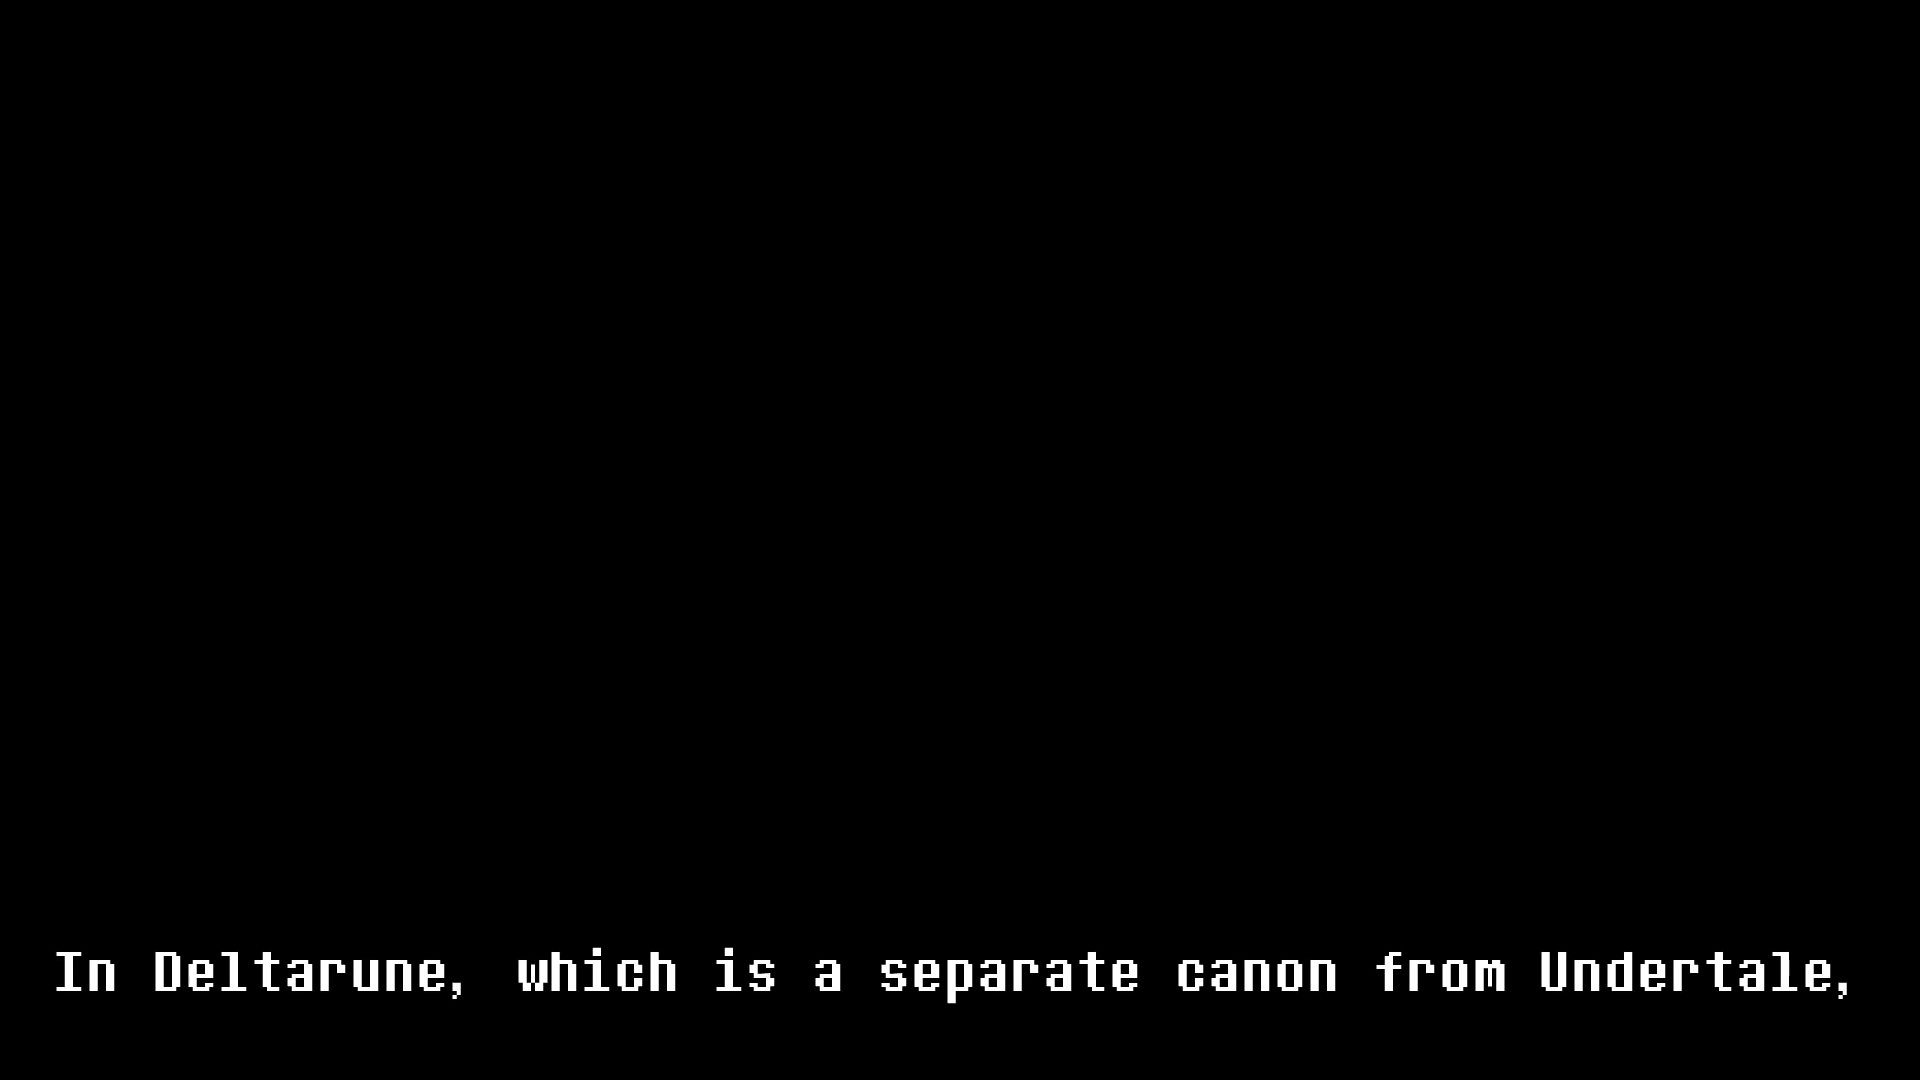 In Deltarune, which is a separate canon from Undertale,